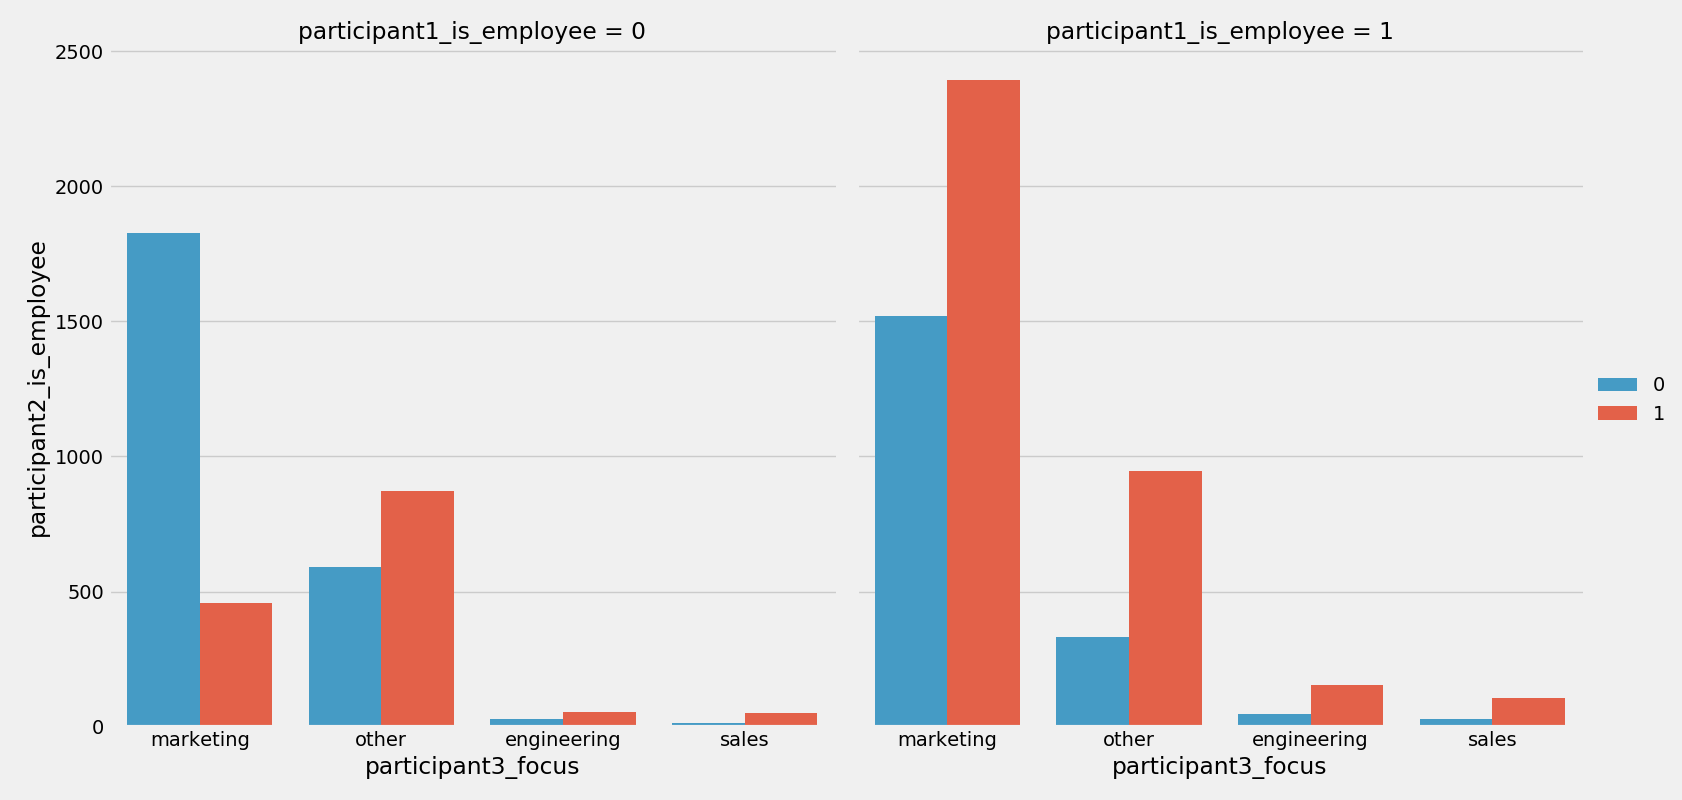 participant1_is_employee = 0
participant1_is_employee = 1
participant2_is_employee
2500
2000
1500
1000
500
0
marketing other engineering sales
marketing other engineering sales
participant3_focus
participant3_focus
0
1